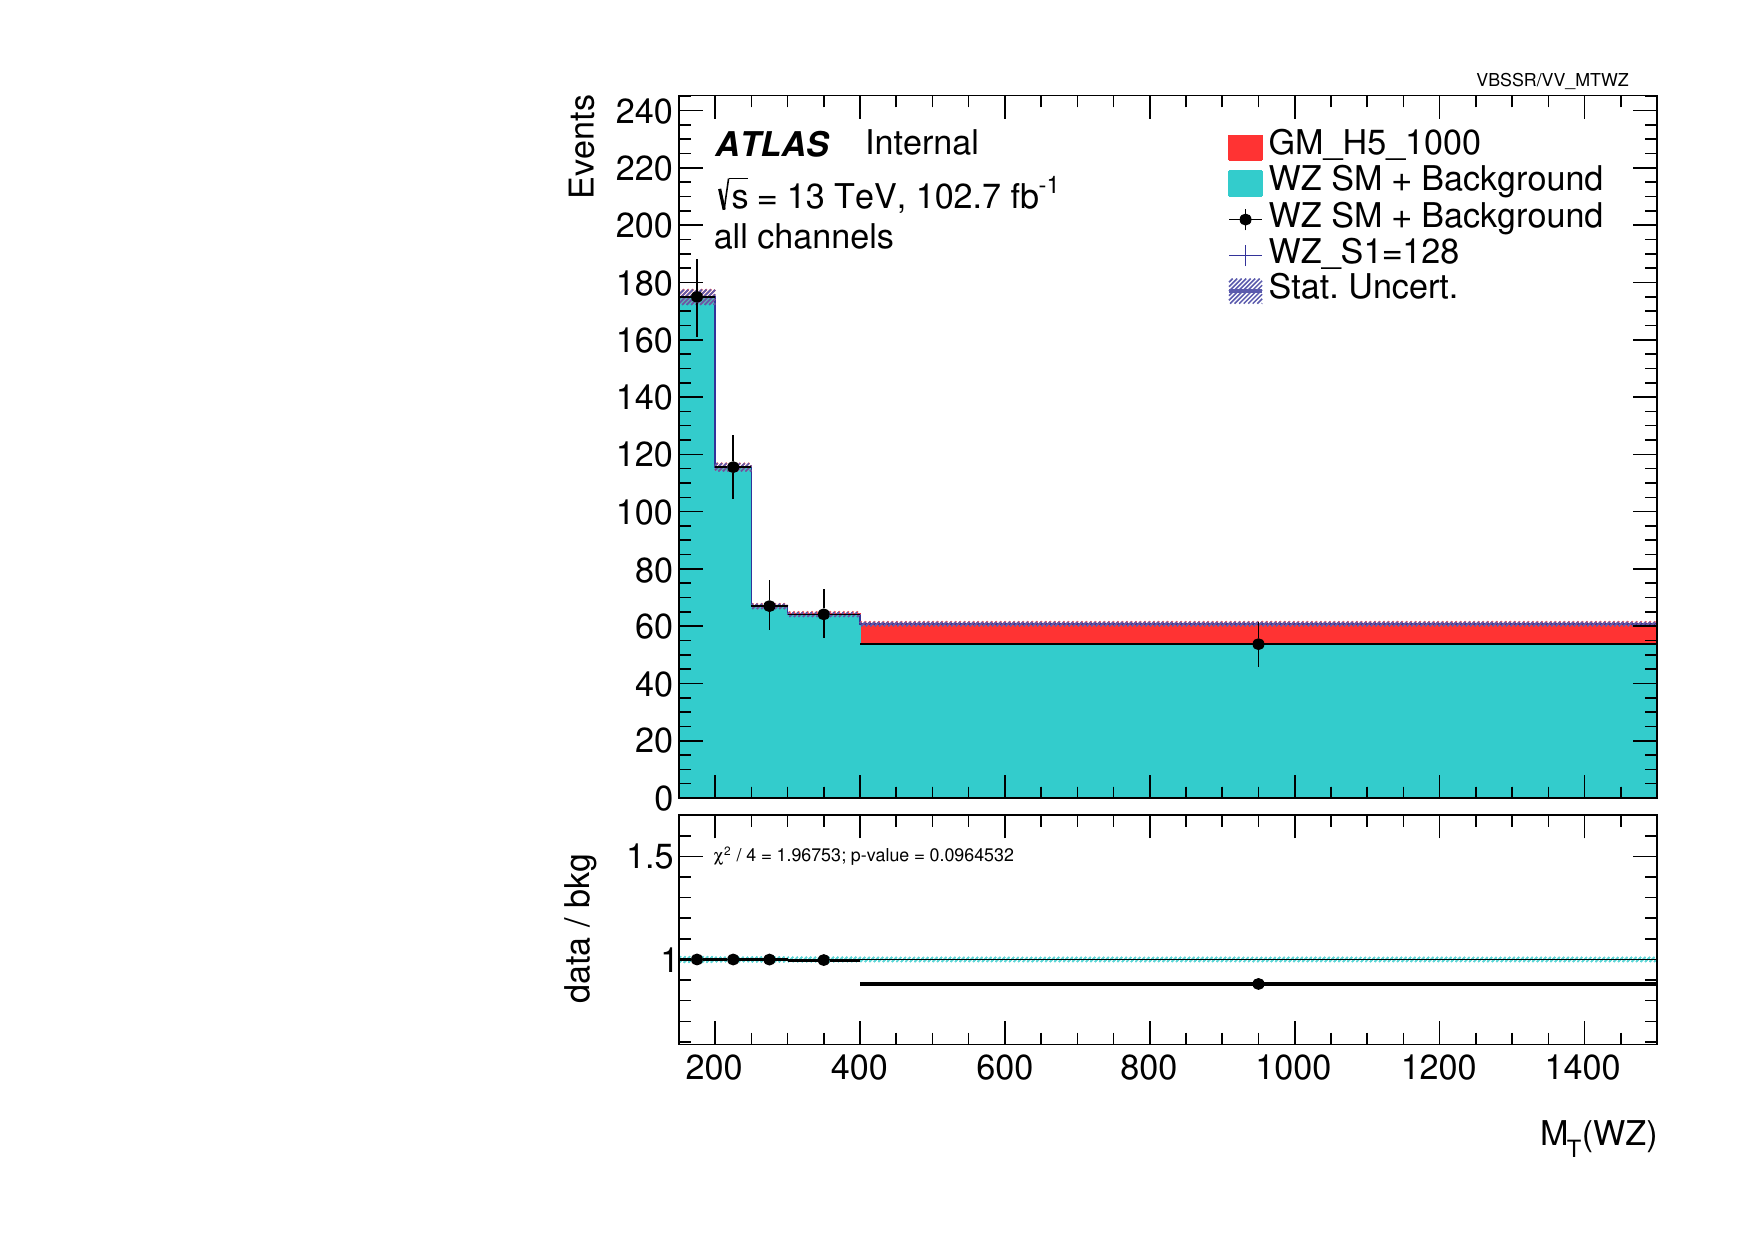 VBSSR/VV_MTWZ
Events
240
220
200
180
160
140
120
100
80
60
40
20
0
ATLAS Internal
√s = 13 TeV, 102.7 fb-1
all channels
GM_H5_1000
WZ SM + Background
WZ SM + Background
WZ_S1=128
Stat. Uncert.
data / bkg
1.5
1
χ2 / 4 = 1.96753; p-value = 0.0964532
200 400 600 800 1000 1200 1400
MT(WZ)